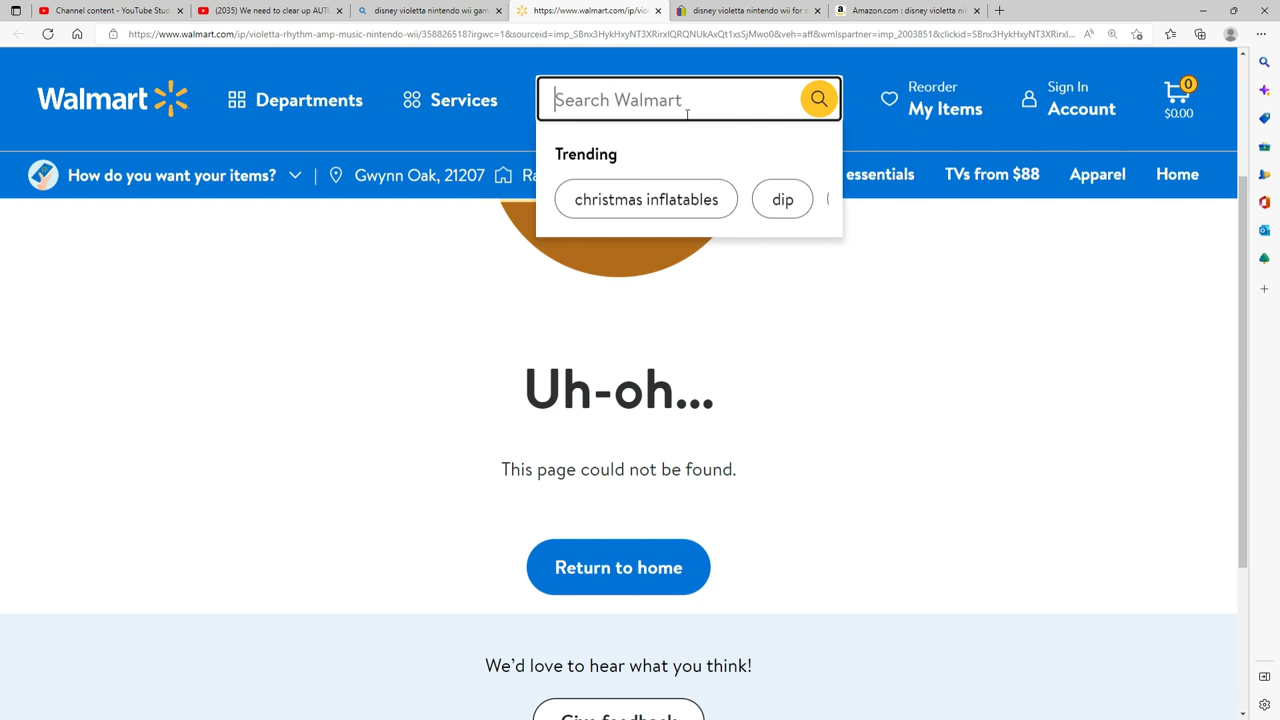 Channel content - YouTube Stud
(2035) We need to clear up AUT
disney violetta nintendo wii gam
https://www.walmart.com/ip/viol
disney violetta nintendo wii for s
Amazon.com : disney violetta nin
https://www.walmart.com/ip/violetta-rhythm-amp-music-nintendo-wii/358826518?irgwc=1&sourceid=imp_SBnx3HykHxyNT3XRirxIQRQNUkAxQt1xsSjMwo0&veh=aff&wmlspartner=imp_2003851&clickid=SBnx3HykHxyNT3XRirxI...
Walmart
Departments
Services
Search Walmart
Reorder
My Items
Sign In
Account
0
$0.00
How do you want your items?
Gwynn Oak, 21207
Ra
essentials
TVs from $88
Apparel
Home
Trending
christmas inflatables
dip
Uh-oh...
This page could not be found.
Return to home
We'd love to hear what you think!
Give feedback